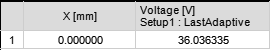 X [mm]
Voltage [V]
Setup1 : LastAdaptive
1 0.000000 36.036335